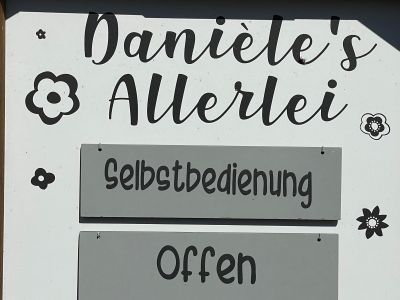 Danièle's
Allerlei
Selbstbedienung
Offen